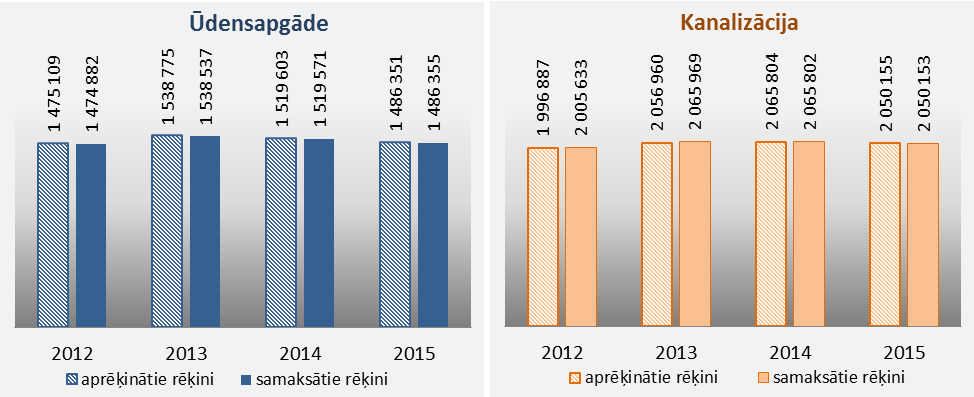 Ūdensapgāde
1 475 109
1 474 882
1 538 775
1 538 537
1 519 603
1 519 571
1 486 351
1 486 355
2012 2013 2014 2015
aprēķinātie rēķini samaksātie rēķini
Kanalizācija
1 996 887
2 005 633
2 056 960
2 065 969
2 065 804
2 065 802
2 050 155
2 050 153
2012 2013 2014 2015
aprēķinātie rēķini samaksātie rēķini